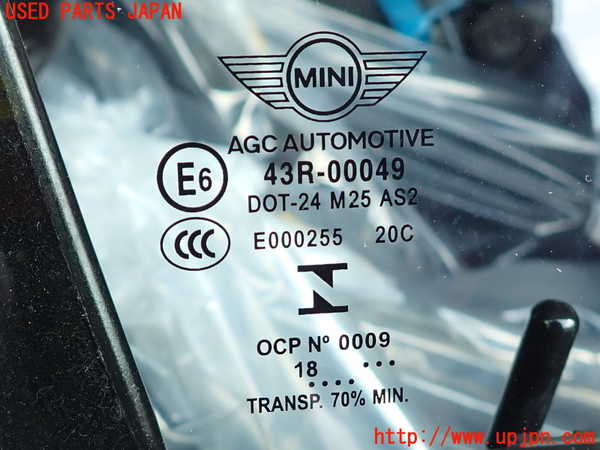 USED PARTS JAPAN
MINI
AGC AUTOMOTIVE
E6 43R-00049
DOT-24 M25 AS2
CCC E000255 20C
OCP Nº 0009
18
TRANSP. 70% MIN.
http://www.upjpn.com